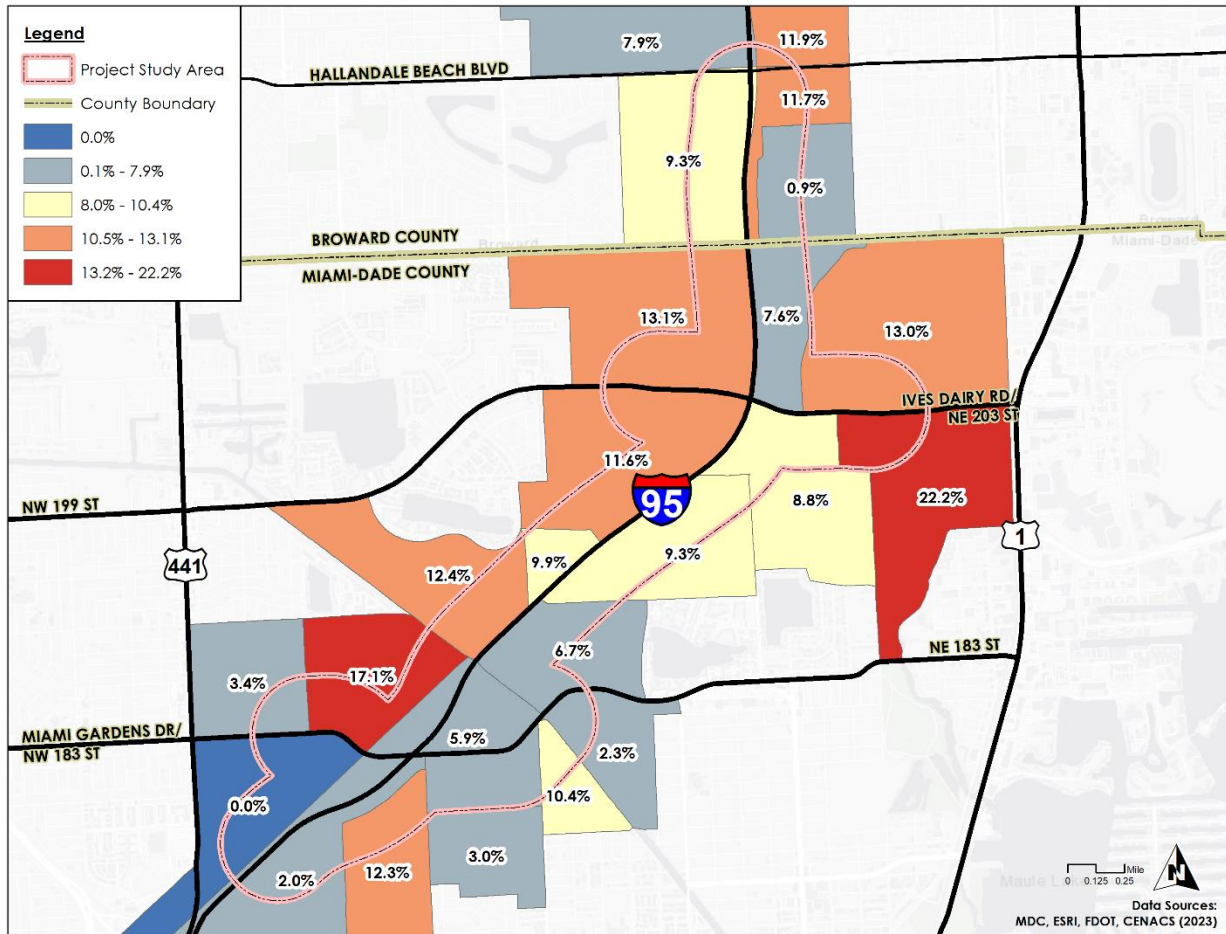 Legend
Project Study Area
County Boundary
0.0%
0.1% - 7.9%
8.0% - 10.4%
10.5% - 13.1%
13.2% - 22.2%
7.9%
11.9%
HALLANDALE BEACH BLVD
11.7%
9.3%
0.9%
BROWARD COUNTY
Broward
Broward
Miami-Dade
MIAMI-DADE COUNTY
13.1%
7.6%
13.0%
IVES DAIRY RD/
NE 203 ST
11.6%
95
8.8%
22.2%
NW 199 ST
1
441
9.9%
9.3%
12.4%
6.7%
NE 183 ST
17.1%
3.4%
MIAMI GARDENS DR/
NW 183 ST
5.9%
2.3%
0.0%
10.4%
3.0%
2.0%
12.3%
Maule Lake
Mile
0 0.125 0.25
N
Data Sources:
MDC, ESRI, FDOT, CENACS (2023)